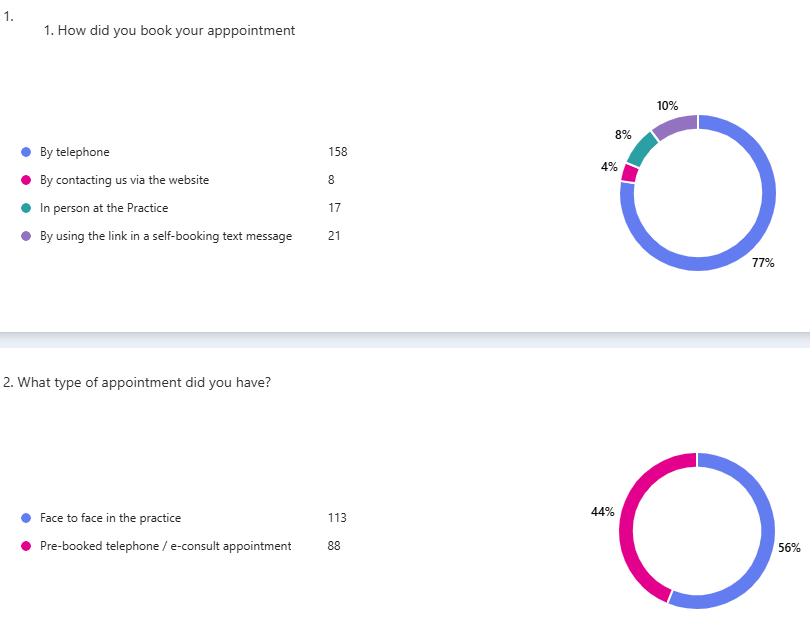 1.
1. How did you book your apppointment
10%
8%
4%
77%
By telephone 158
By contacting us via the website 8
In person at the Practice 17
By using the link in a self-booking text message 21
2. What type of appointment did you have?
44%
56%
Face to face in the practice 113
Pre-booked telephone / e-consult appointment 88